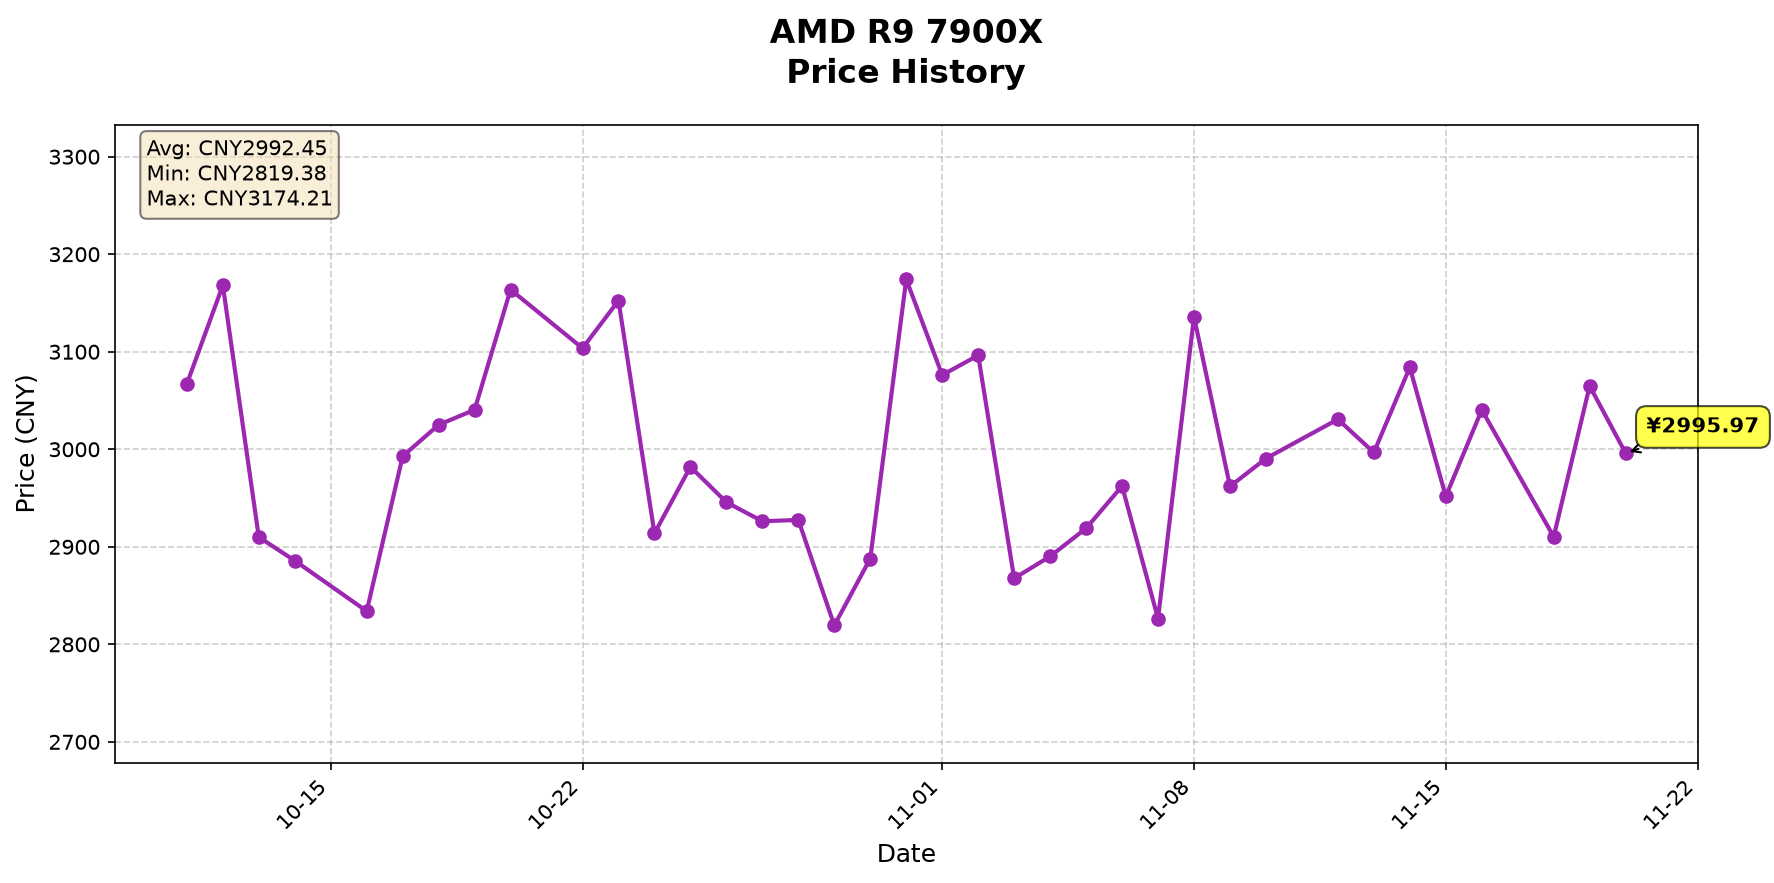 AMD R9 7900X
Price History
Avg: CNY2992.45
Min: CNY2819.38
Max: CNY3174.21
3300
3200
3100
3000
2900
2800
2700
Price (CNY)
¥2995.97
10-15
10-22
11-01
11-08
11-15
11-22
Date